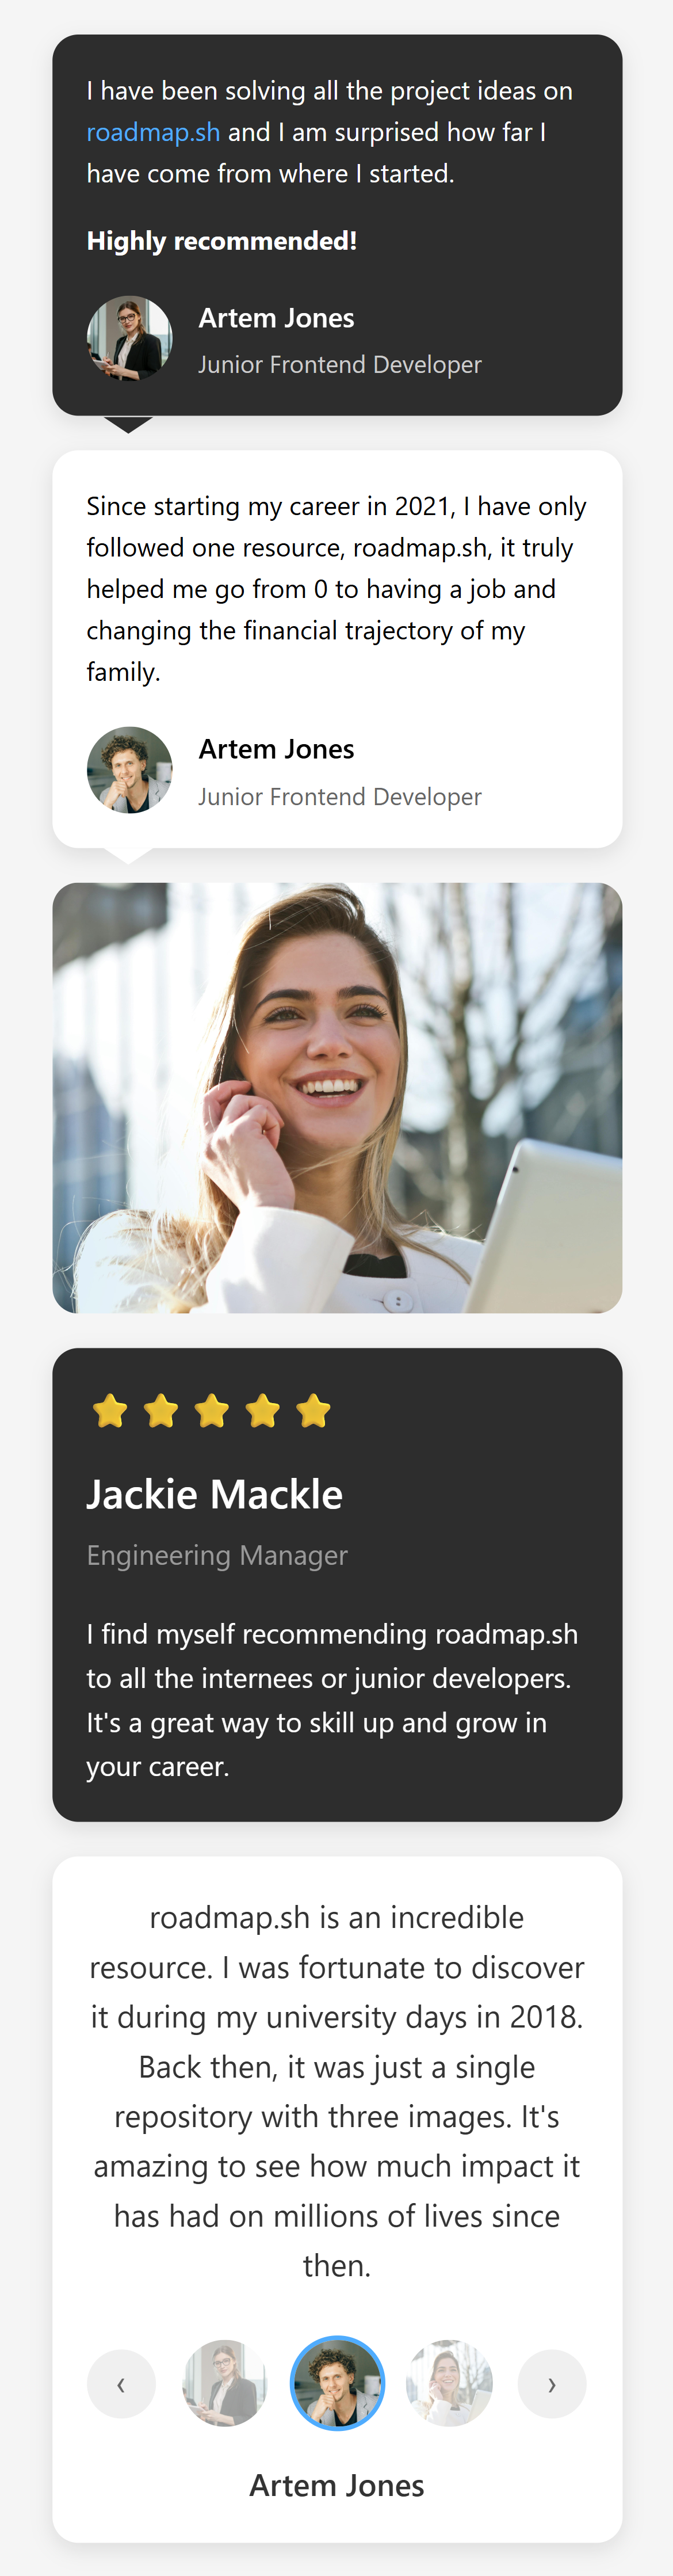 I have been solving all the project ideas on
roadmap.sh and I am surprised how far I
have come from where I started.
Highly recommended!
Artem Jones
Junior Frontend Developer
Since starting my career in 2021, I have only
followed one resource, roadmap.sh, it truly
helped me go from 0 to having a job and
changing the financial trajectory of my
family.
Artem Jones
Junior Frontend Developer
Jackie Mackle
Engineering Manager
I find myself recommending roadmap.sh
to all the internees or junior developers.
It's a great way to skill up and grow in
your career.
roadmap.sh is an incredible
resource. I was fortunate to discover
it during my university days in 2018.
Back then, it was just a single
repository with three images. It's
amazing to see how much impact it
has had on millions of lives since
then.
‹ ›
Artem Jones